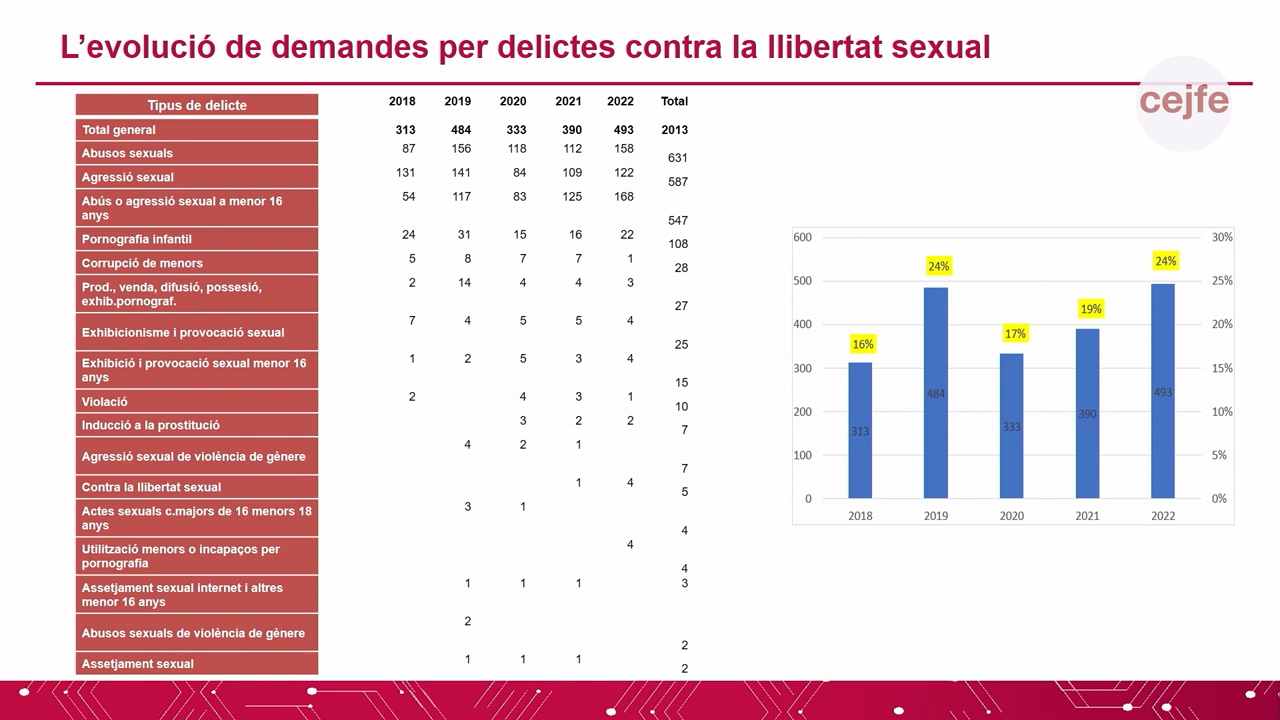 L’evolució de demandes per delictes contra la llibertat sexual
cejfe
Tipus de delicte 2018 2019 2020 2021 2022 Total
Total general 313 484 333 390 493 2013
Abusos sexuals 87 156 118 112 158 631
Agressió sexual 131 141 84 109 122 587
Abús o agressió sexual a menor 16
anys 54 117 83 125 168 547
Pornografia infantil 24 31 15 16 22 108
Corrupció de menors 5 8 7 7 1 28
Prod., venda, difusió, possesió,
exhib.pornograf. 2 14 4 4 3 27
Exhibicionisme i provocació sexual 7 4 5 5 4 25
Exhibició i provocació sexual menor 16
anys 1 2 5 3 4 15
Violació 2 4 3 1 10
Inducció a la prostitució 3 2 2 7
Agressió sexual de violència de gènere 4 2 1 7
Contra la llibertat sexual 1 4 5
Actes sexuals c.majors de 16 menors 18
anys 3 1 4
Utilització menors o incapaços per
pornografia 4 4
Assetjament sexual internet i altres
menor 16 anys 1 1 1 3
Abusos sexuals de violència de gènere 2 2
Assetjament sexual 1 1 1 2
600 30%
500 25%
400 20%
300 15%
200 10%
100 5%
0 0%
16% 24% 17% 19% 24%
313 484 333 390 493
2018 2019 2020 2021 2022